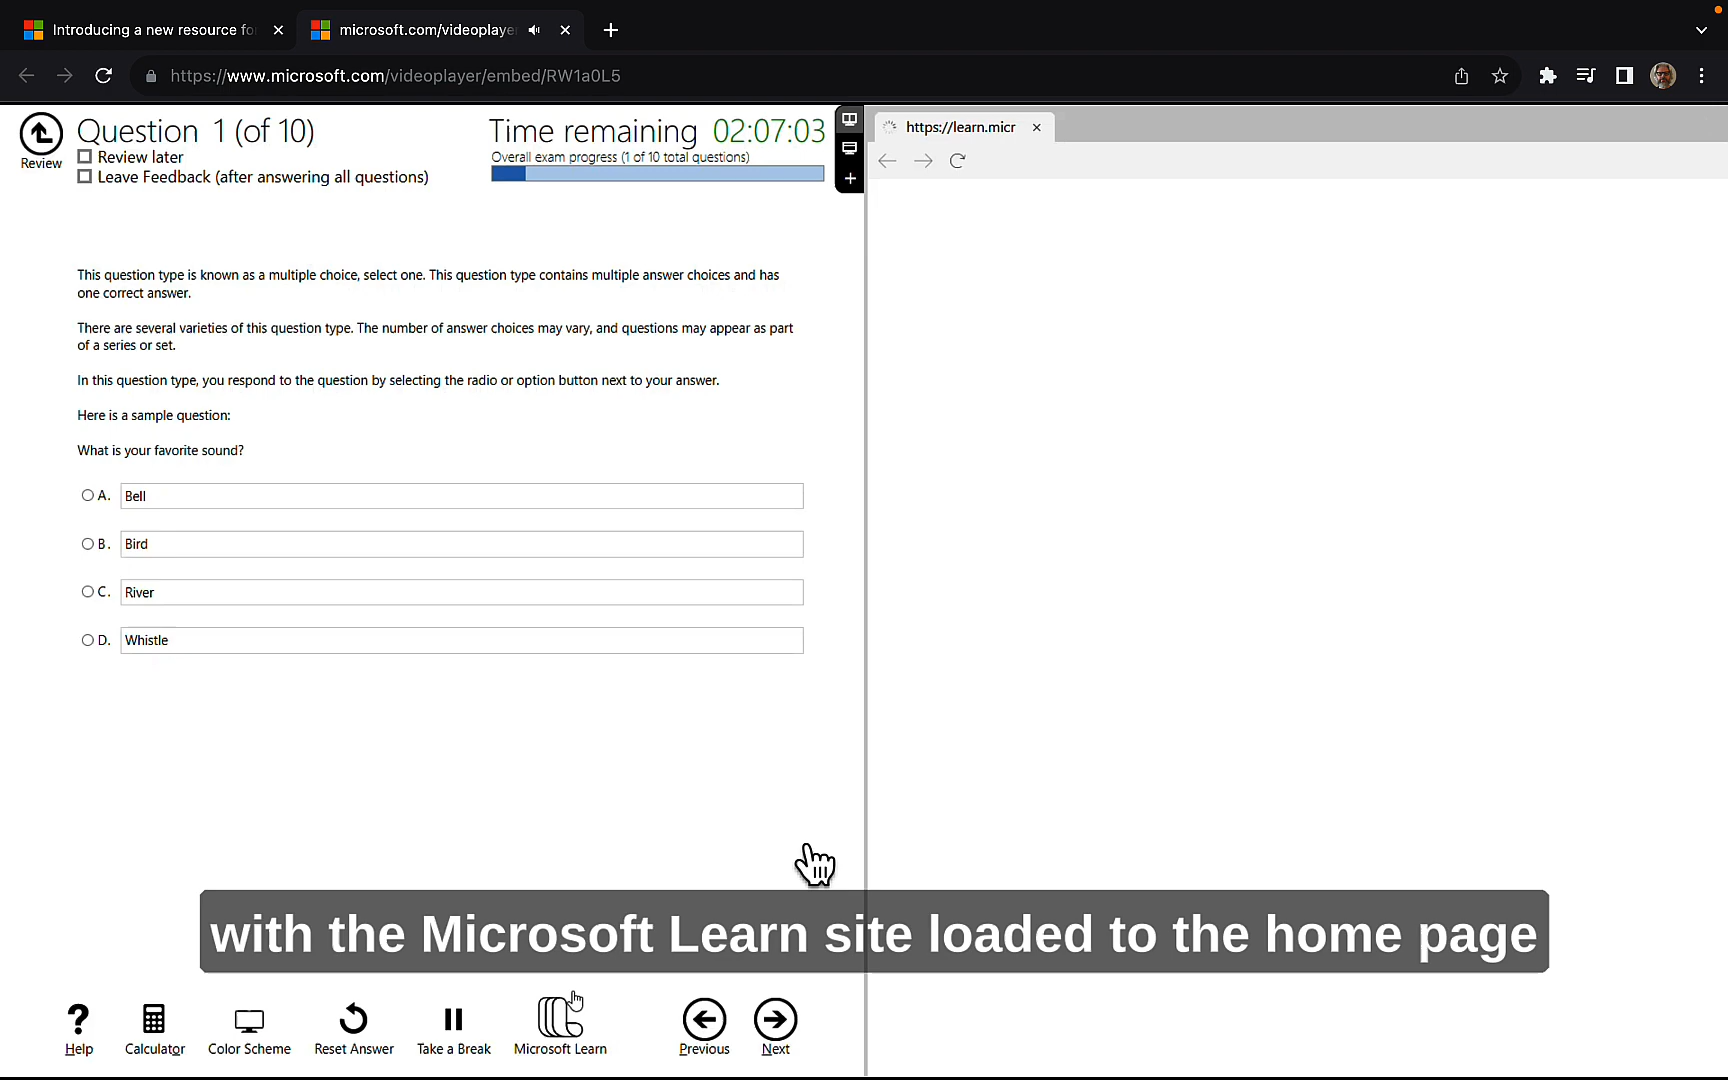 Introducing a new resource fo
microsoft.com/videoplaye
https://www.microsoft.com/videoplayer/embed/RW1a0L5
Review
Question 1 (of 10)
Review later
Leave Feedback (after answering all questions)
Time remaining 02:07:03
Overall exam progress (1 of 10 total questions)
https://learn.micr
This question type is known as a multiple choice, select one. This question type contains multiple answer choices and has
one correct answer.
There are several varieties of this question type. The number of answer choices may vary, and questions may appear as part
of a series or set.
In this question type, you respond to the question by selecting the radio or option button next to your answer.
Here is a sample question:
What is your favorite sound?
A. Bell
B. Bird
C. River
D. Whistle
with the Microsoft Learn site loaded to the home page
Help
Calculator
Color Scheme
Reset Answer
Take a Break
Microsoft Learn
Previous
Next